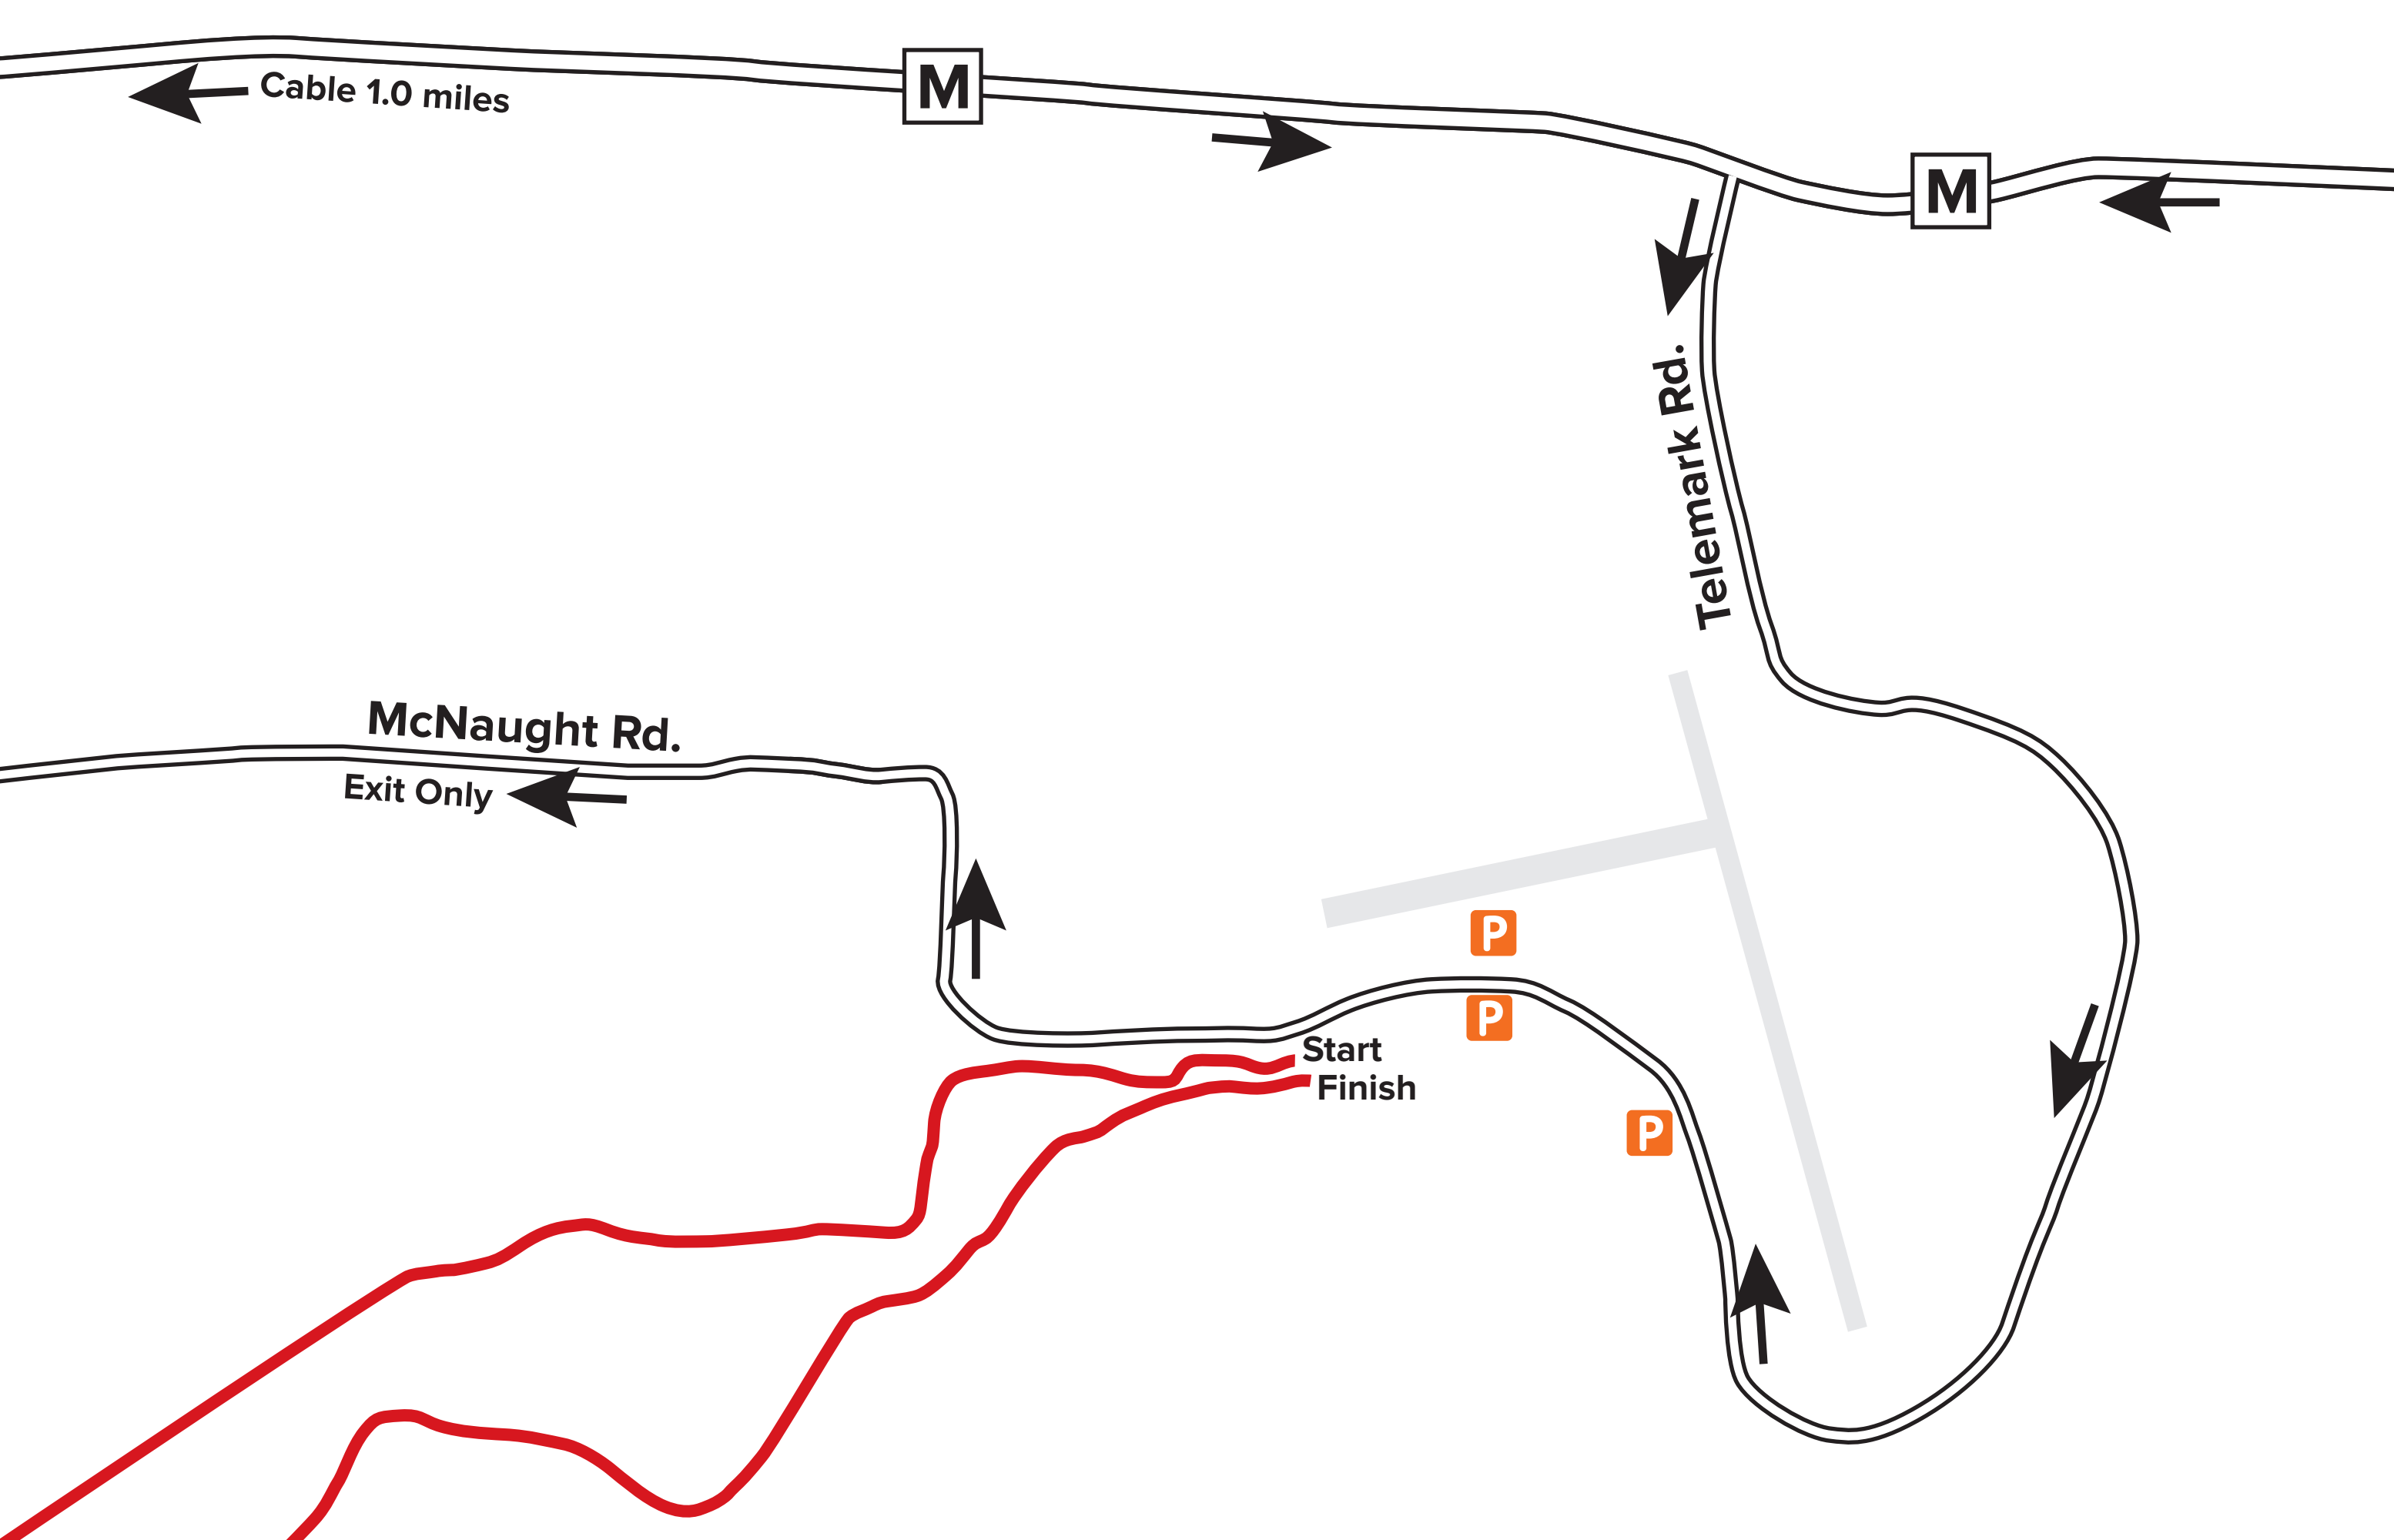 M
Cable 1.0 miles
M
Telemark Rd.
McNaught Rd.
Exit Only
P
P
Start
Finish
P